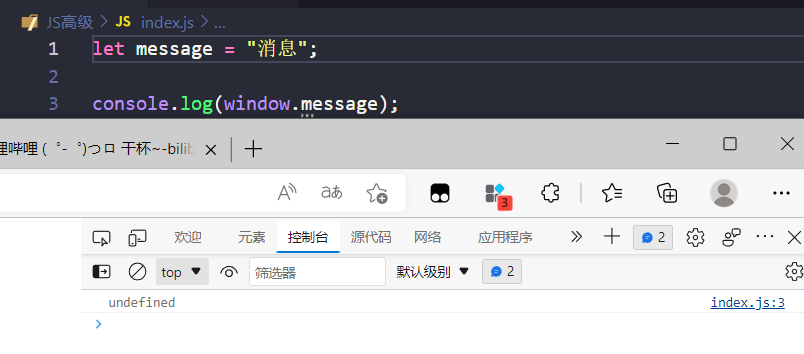 JS高级 > JS index.js > ...
1 let message = "消息";
2
3 console.log(window.message);
哩哔哩 ( ゜- ゜)つロ 干杯~-bilib
A aあ 3
欢迎 元素 控制台 源代码 网络 应用程序 2
top 筛选器 默认级别 2
undefined index.js:3